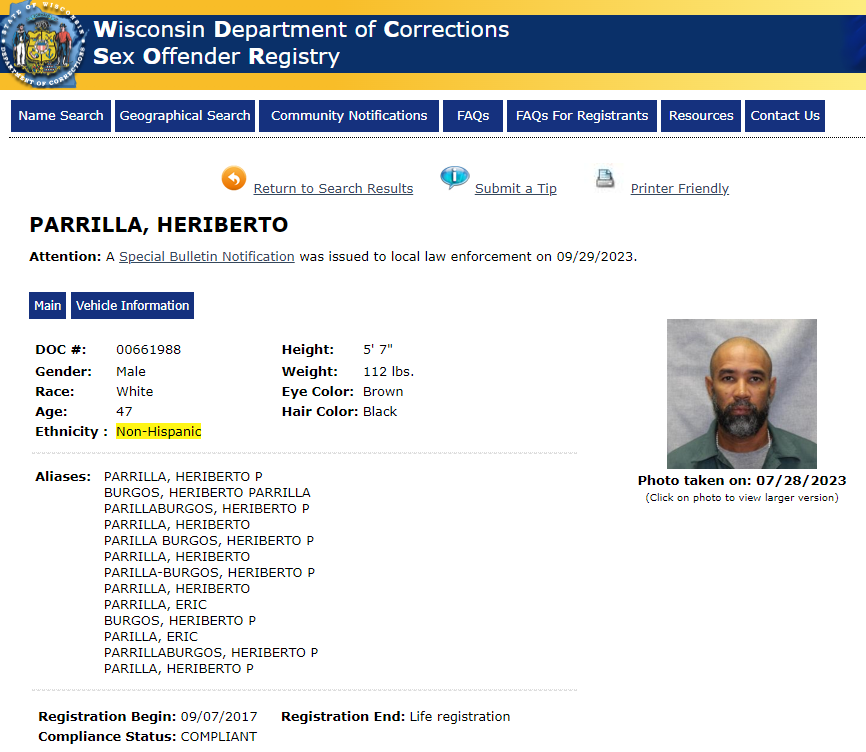 Wisconsin Department of Corrections
Sex Offender Registry
Name Search Geographical Search Community Notifications FAQs FAQs For Registrants Resources Contact Us
Return to Search Results Submit a Tip Printer Friendly
PARRILLA, HERIBERTO
Attention: A Special Bulletin Notification was issued to local law enforcement on 09/29/2023.
Main Vehicle Information
DOC #: 00661988 Height: 5' 7"
Gender: Male Weight: 112 lbs.
Race: White Eye Color: Brown
Age: 47 Hair Color: Black
Ethnicity : Non-Hispanic
Aliases: PARRILLA, HERIBERTO P
BURGOS, HERIBERTO PARRILLA
PARILLABURGOS, HERIBERTO P
PARRILLA, HERIBERTO
PARILLA BURGOS, HERIBERTO P
PARRILLA, HERIBERTO
PARILLA-BURGOS, HERIBERTO P
PARRILLA, HERIBERTO
PARRILLA, ERIC
BURGOS, HERIBERTO P
PARILLA, ERIC
PARRILLABURGOS, HERIBERTO P
PARILLA, HERIBERTO P
Photo taken on: 07/28/2023
(Click on photo to view larger version)
Registration Begin: 09/07/2017 Registration End: Life registration
Compliance Status: COMPLIANT